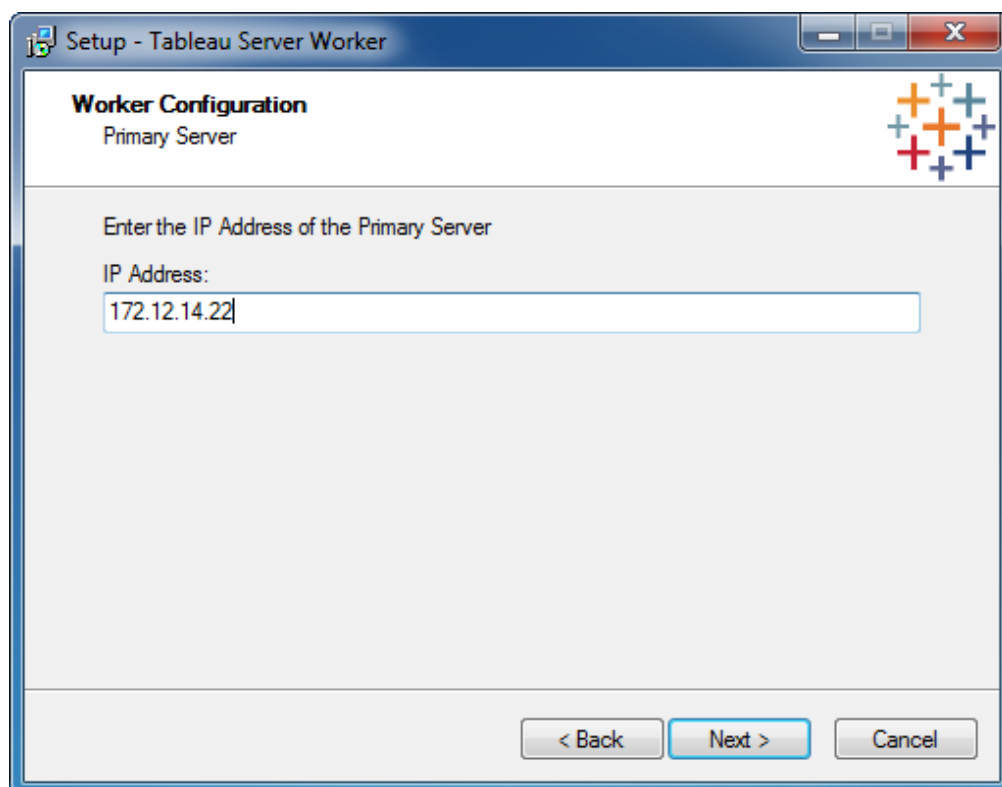 Setup - Tableau Server Worker
Worker Configuration
Primary Server
Enter the IP Address of the Primary Server
IP Address:
172.12.14.22
< Back Next > Cancel